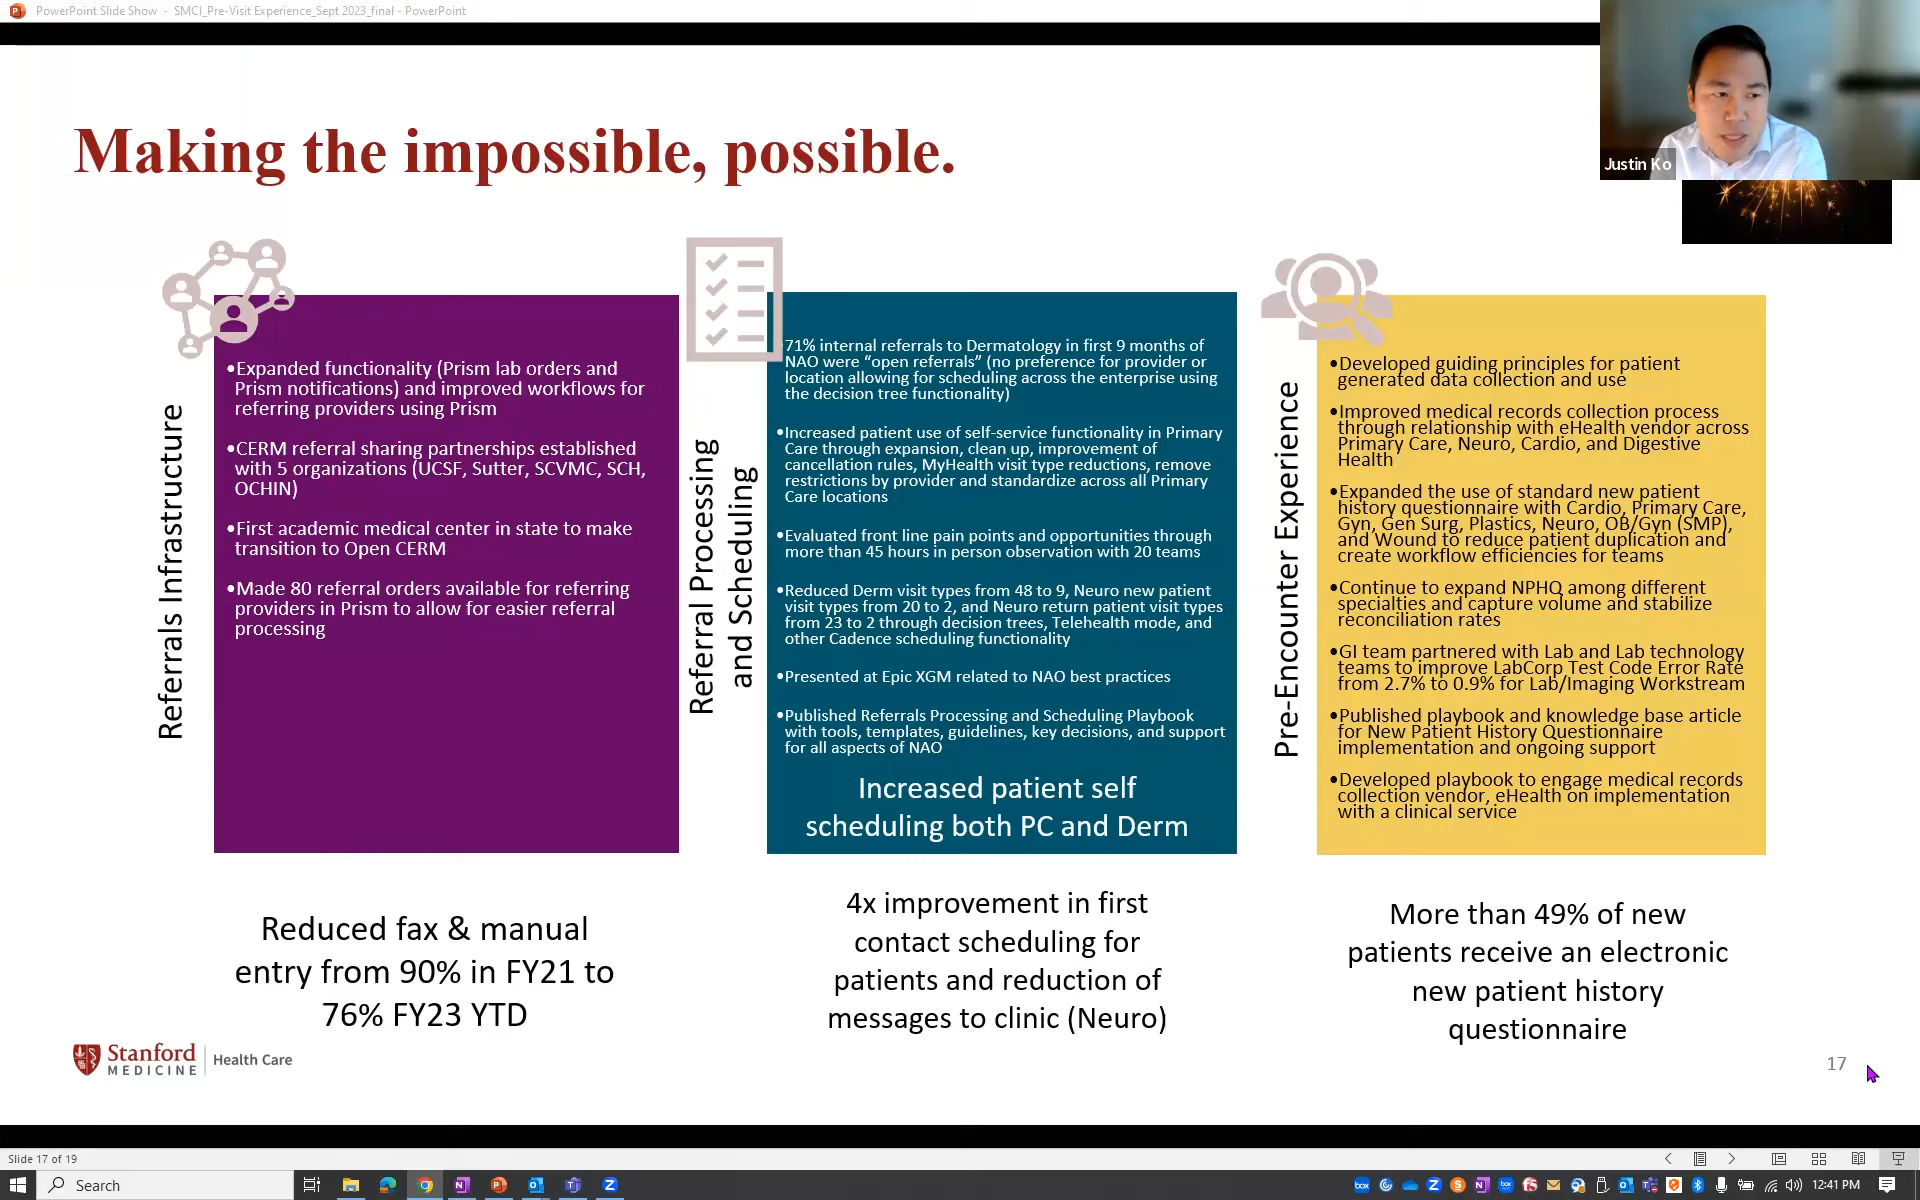 PowerPoint Slide Show - SMCI_Pre-Visit Experience_Sept 2023_final - PowerPoint
Justin Ko
Making the impossible, possible.
Referrals Infrastructure
•Expanded functionality (Prism lab orders and
Prism notifications) and improved workflows for
referring providers using Prism
•CERM referral sharing partnerships established
with 5 organizations (UCSF, Sutter, SCVMC, SCH,
OCHIN)
•First academic medical center in state to make
transition to Open CERM
•Made 80 referral orders available for referring
providers in Prism to allow for easier referral
processing
Reduced fax & manual
entry from 90% in FY21 to
76% FY23 YTD
Referral Processing
and Scheduling
71% internal referrals to Dermatology in first 9 months of
NAO were “open referrals” (no preference for provider or
location allowing for scheduling across the enterprise using
the decision tree functionality)
•Increased patient use of self-service functionality in Primary
Care through expansion, clean up, improvement of
cancellation rules, MyHealth visit type reductions, remove
restrictions by provider and standardize across all Primary
Care locations
•Evaluated front line pain points and opportunities through
more than 45 hours in person observation with 20 teams
•Reduced Derm visit types from 48 to 9, Neuro new patient
visit types from 20 to 2, and Neuro return patient visit types
from 23 to 2 through decision trees, Telehealth mode, and
other Cadence scheduling functionality
•Presented at Epic XGM related to NAO best practices
•Published Referrals Processing and Scheduling Playbook
with tools, templates, guidelines, key decisions, and support
for all aspects of NAO
Increased patient self
scheduling both PC and Derm
4x improvement in first
contact scheduling for
patients and reduction of
messages to clinic (Neuro)
Pre-Encounter Experience
•Developed guiding principles for patient
generated data collection and use
•Improved medical records collection process
through relationship with eHealth vendor across
Primary Care, Neuro, Cardio, and Digestive
Health
•Expanded the use of standard new patient
history questionnaire with Cardio, Primary Care,
Gyn, Gen Surg, Plastics, Neuro, OB/Gyn (SMP),
and Wound to reduce patient duplication and
create workflow efficiencies for teams
•Continue to expand NPHQ among different
specialties and capture volume and stabilize
reconciliation rates
•GI team partnered with Lab and Lab technology
teams to improve LabCorp Test Code Error Rate
from 2.7% to 0.9% for Lab/Imaging Workstream
•Published playbook and knowledge base article
for New Patient History Questionnaire
implementation and ongoing support
•Developed playbook to engage medical records
collection vendor, eHealth on implementation
with a clinical service
More than 49% of new
patients receive an electronic
new patient history
questionnaire
Stanford
MEDICINE
Health Care
17
Slide 17 of 19
Search
12:41 PM